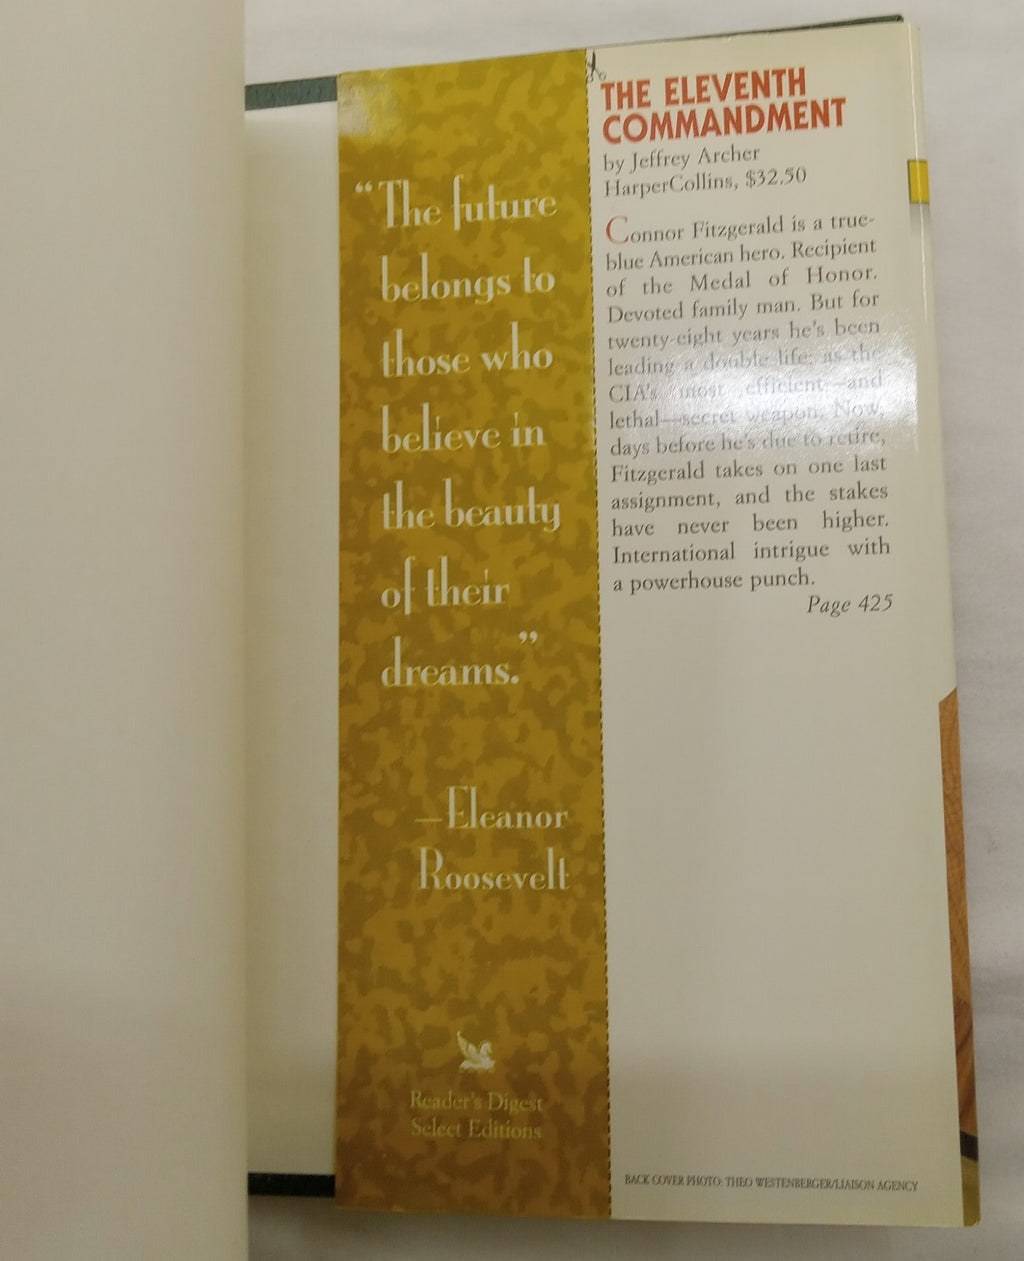 “The future
belongs to
those who
believe in
the beauty
of their
dreams.”
—Eleanor
Roosevelt
Reader's Digest
Select Editions
THE ELEVENTH
COMMANDMENT
by Jeffrey Archer
HarperCollins, $32.50
Connor Fitzgerald is a true-
blue American hero. Recipient
of the Medal of Honor.
Devoted family man. But for
twenty-eight years he's been
leading a double life: as the
CIA's most efficient—and
lethal—secret weapon. Now,
days before he's due to retire,
Fitzgerald takes on one last
assignment, and the stakes
have never been higher.
International intrigue with
a powerhouse punch.
Page 425
BACK COVER PHOTO: THEO WESTENBERGER/LIAISON AGENCY